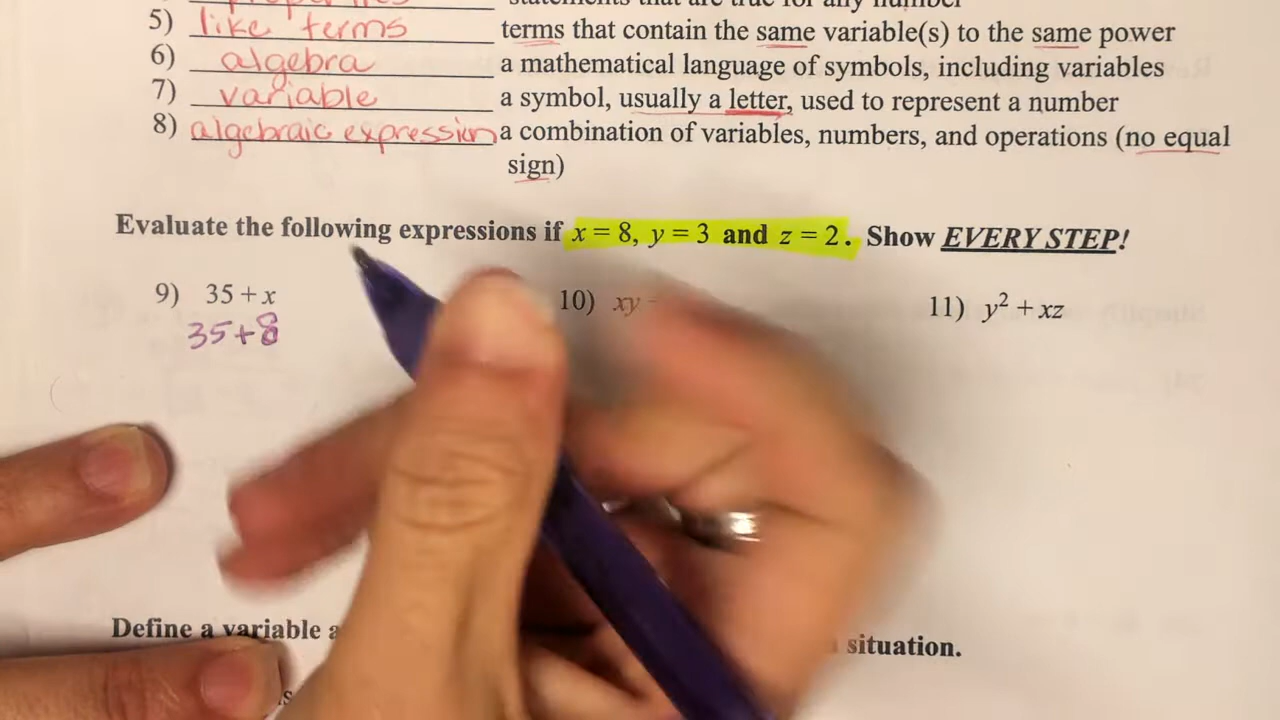 5) like terms terms that contain the same variable(s) to the same power
6) algebra a mathematical language of symbols, including variables
7) variable a symbol, usually a letter, used to represent a number
8) algebraic expression a combination of variables, numbers, and operations (no equal
sign)
Evaluate the following expressions if x = 8, y = 3 and z = 2. Show EVERY STEP!
9) 35 + x 10) xy 11) y² + xz
35+8
Define a variable situation.